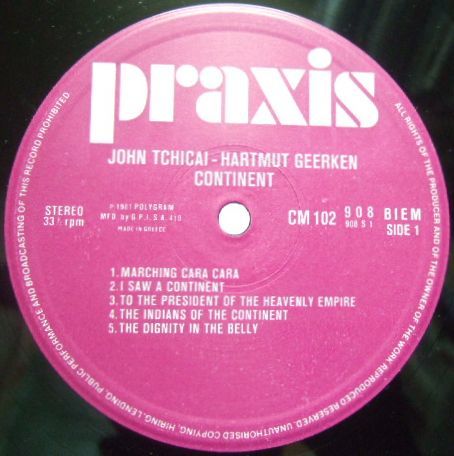 praxis
JOHN TCHICAI - HARTMUT GEERKEN
CONTINENT
STEREO
33⅓ rpm
℗ 1981 POLYGRAM
MFD by G.P.I.S.A. 410
MADE IN GREECE
CM 102
908
908 S 1
BIEM
SIDE 1
1. MARCHING CARA CARA
2. I SAW A CONTINENT
3. TO THE PRESIDENT OF THE HEAVENLY EMPIRE
4. THE INDIANS OF THE CONTINENT
5. THE DIGNITY IN THE BELLY
ALL RIGHTS OF THE PRODUCER AND OF THE OWNER OF THE WORK REPRODUCED RESERVED. UNAUTHORISED COPYING, HIRING, LENDING, PUBLIC PERFORMANCE AND BROADCASTING OF THIS RECORD PROHIBITED